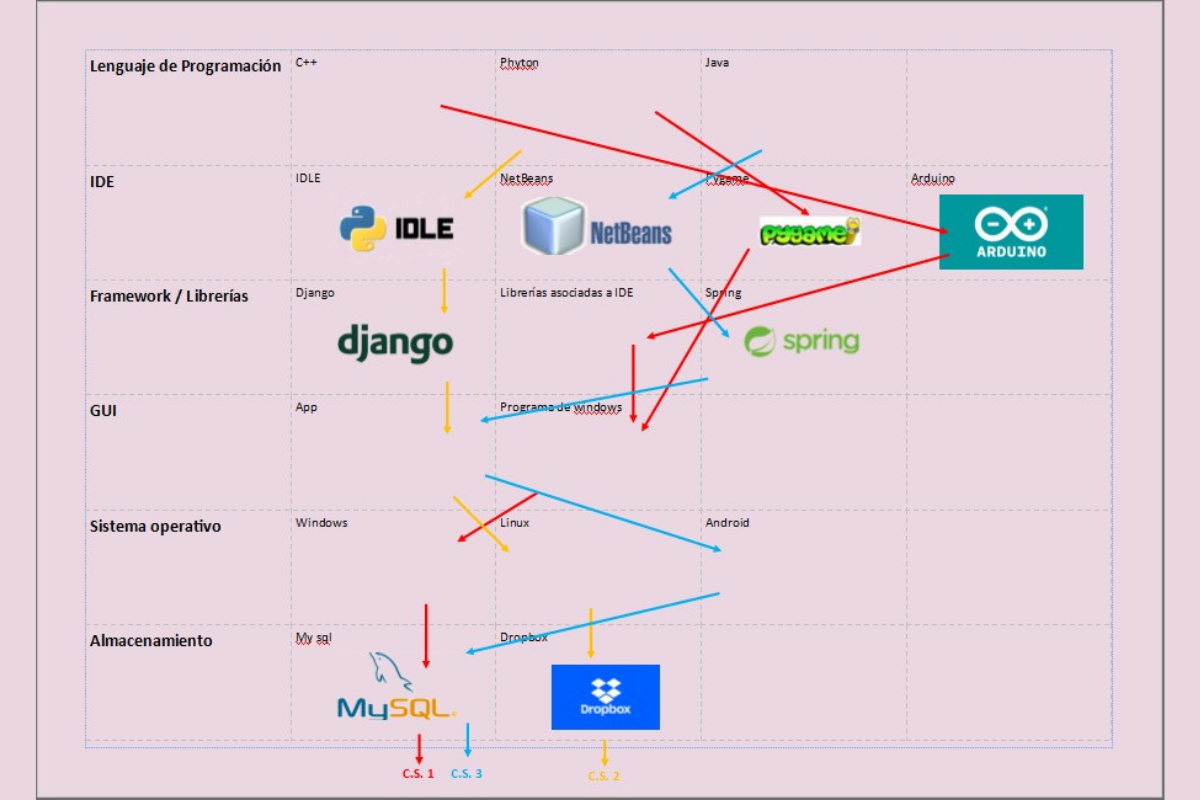 Lenguaje de Programación
C++
Phyton
Java
IDE
IDLE
NetBeans
Pygame
Arduino
IDLE
NetBeans
pygame
ARDUINO
Framework / Librerías
Django
Librerías asociadas a IDE
Spring
django
spring
GUI
App
Programa de windows
Sistema operativo
Windows
Linux
Android
Almacenamiento
My sql
Dropbox
MySQL
Dropbox
C.S. 1
C.S. 3
C.S. 2